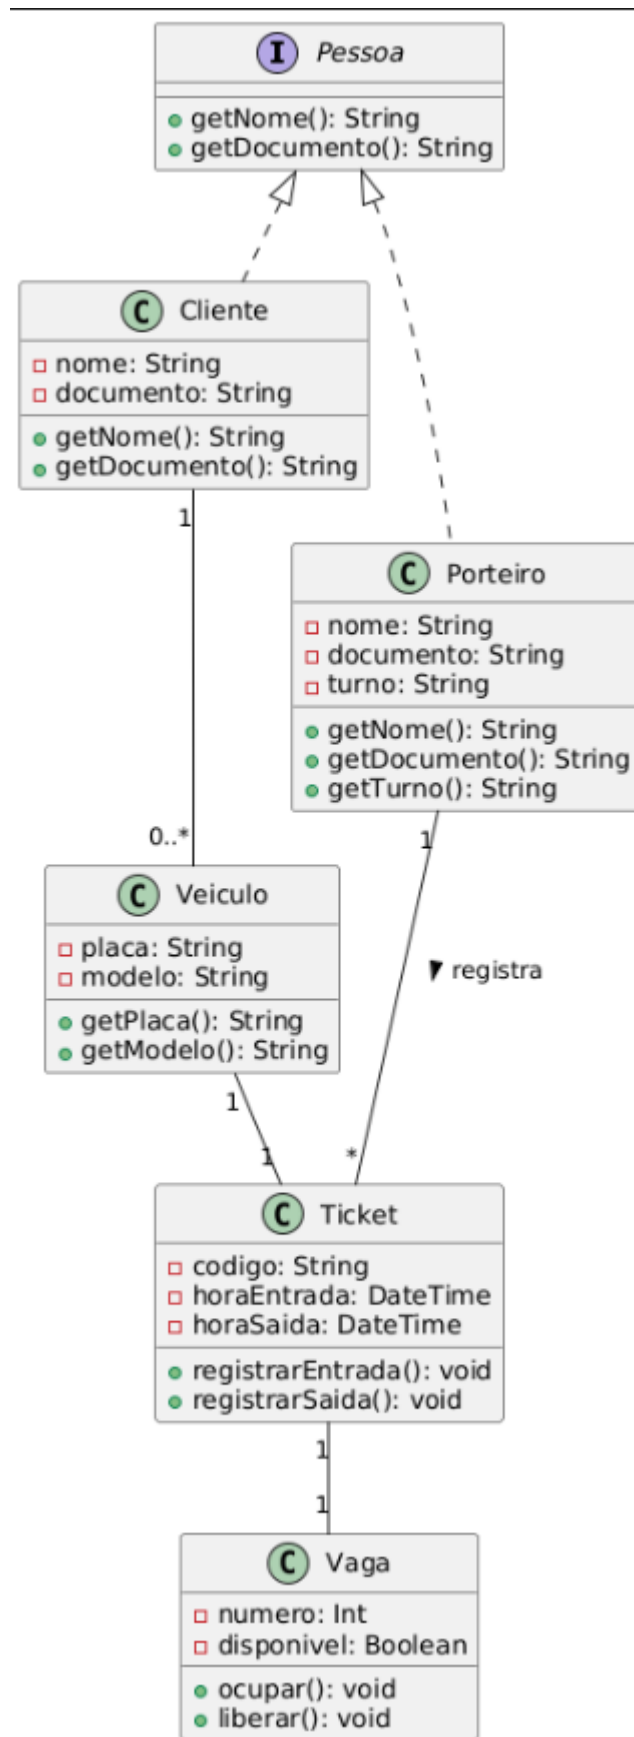 I Pessoa
getNome(): String
getDocumento(): String
C Cliente
nome: String
documento: String
getNome(): String
getDocumento(): String
1
C Porteiro
nome: String
documento: String
turno: String
getNome(): String
getDocumento(): String
getTurno(): String
0..*
1
C Veiculo
placa: String
modelo: String
getPlaca(): String
getModelo(): String
registra
1
1
*
C Ticket
codigo: String
horaEntrada: DateTime
horaSaida: DateTime
registrarEntrada(): void
registrarSaida(): void
1
1
C Vaga
numero: Int
disponivel: Boolean
ocupar(): void
liberar(): void